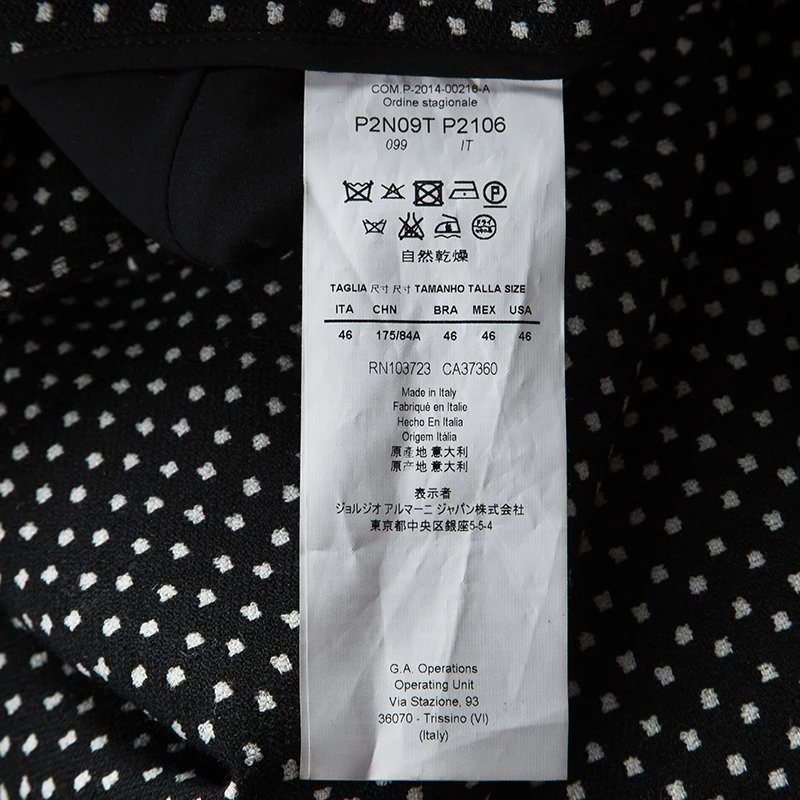 COM.P-2014-00216-A
Ordine stagionale
P2N09T P2106
099 IT
P
ドライ
自然乾燥
TAGLIA 尺寸 尺寸 TAMANHO TALLA SIZE
ITA CHN BRA MEX USA
46 175/84A 46 46 46
RN103723 CA37360
Made in Italy
Fabriqué en Italie
Hecho En Italia
Origem Itália
原產地 意大利
原产地 意大利
表示者
ジョルジオ アルマーニ ジャパン株式会社
東京都中央区銀座5-5-4
G.A. Operations
Operating Unit
Via Stazione, 93
36070 - Trissino (VI)
(Italy)